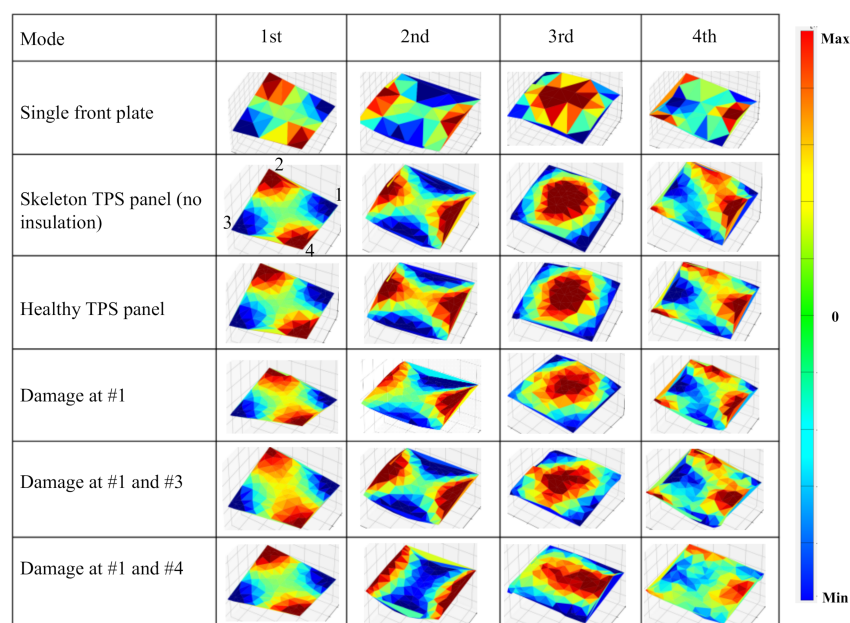 Mode 1st 2nd 3rd 4th
Single front plate
Skeleton TPS panel (no
insulation)
2
1
3
4
Healthy TPS panel
Damage at #1
Damage at #1 and #3
Damage at #1 and #4
Max
0
Min